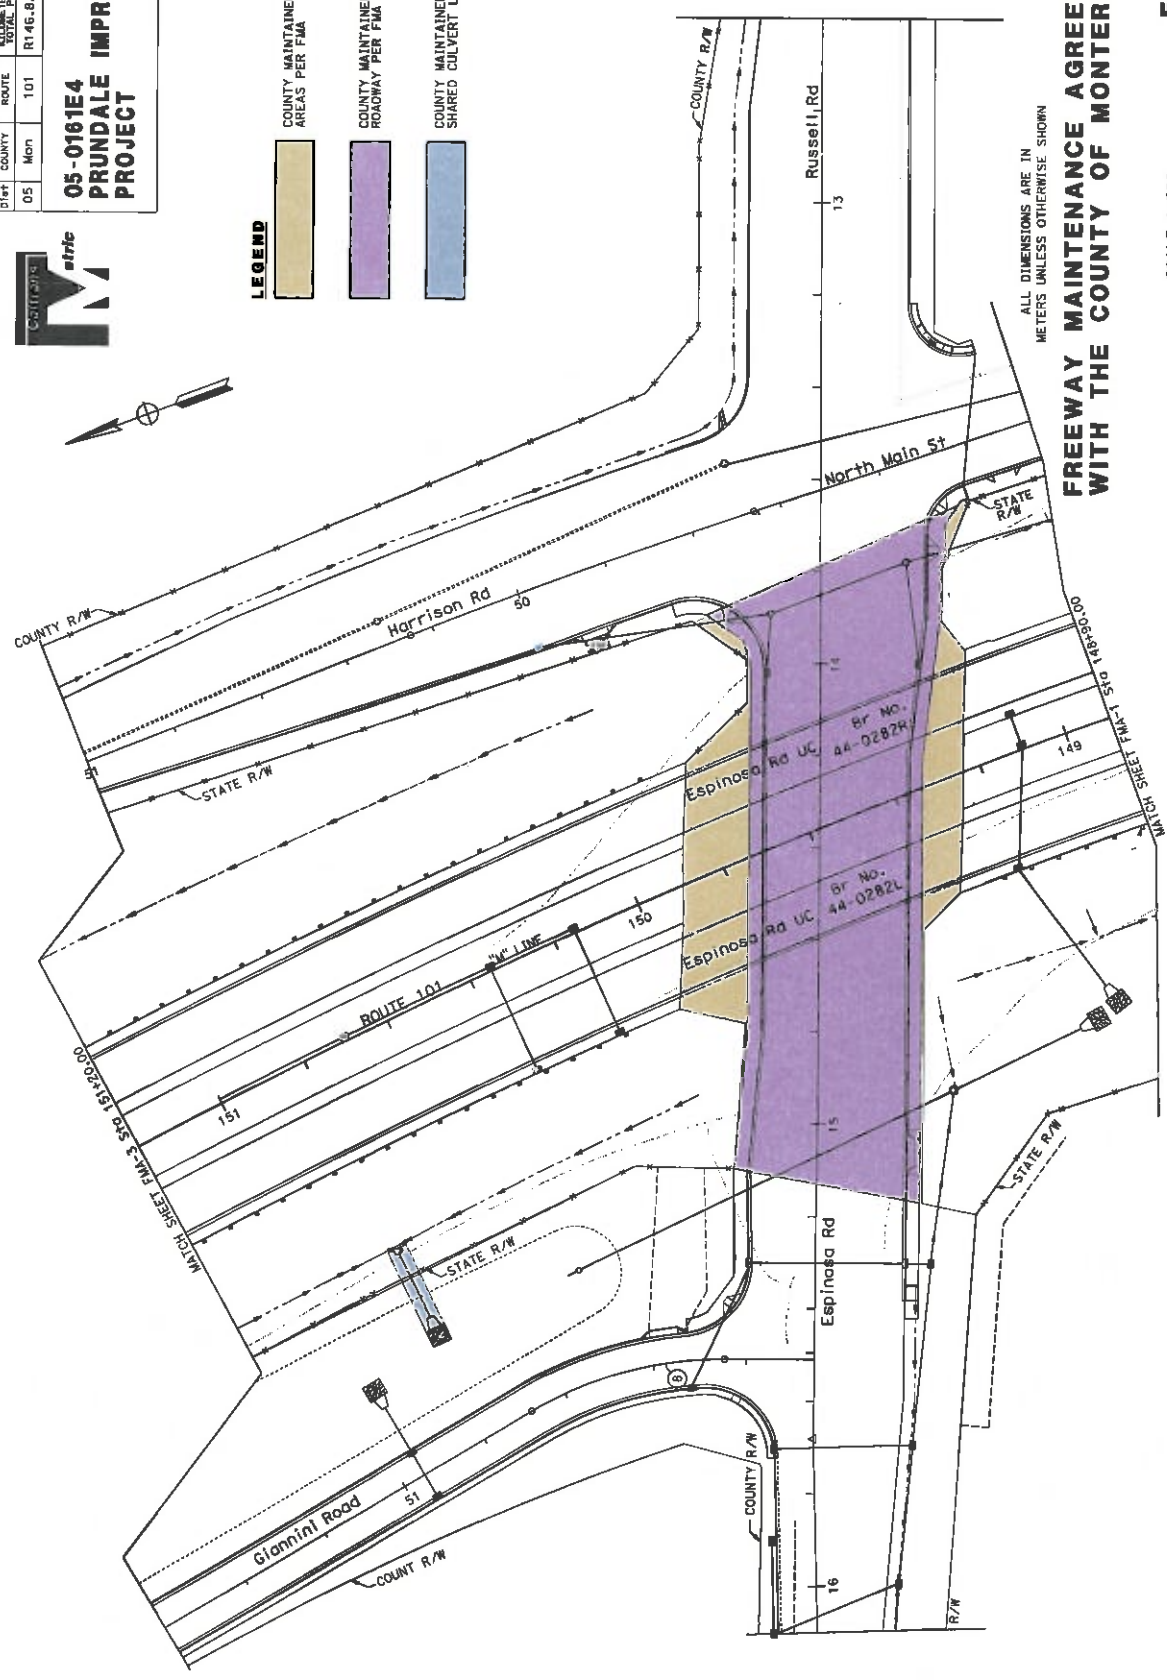 Caltrans
Metric
Dist COUNTY ROUTE
TOTAL P
05 Mon 101 R146.8
05-0161E4
PRUNDALE IMPR
PROJECT
LEGEND
COUNTY MAINTAINE
AREAS PER FMA
COUNTY MAINTAINE
ROADWAY PER FMA
COUNTY MAINTAINE
SHARED CULVERT L
COUNTY R/W
COUNTY R/W
Russell Rd
13
Harrison Rd
50
51
North Main St
STATE
R/W
STATE R/W
14
Espinosa Rd UC
Br No.
44-0282R
Espinosa Rd UC
Br No.
44-0282L
149
150
"M" LINE
ROUTE 101
151
MATCH SHEET FMA-3 Sta 151+20.00
MATCH SHEET FMA-1 Sta 148+90.00
STATE R/W
15
STATE R/W
Espinosa Rd
8
Giannini Road
51
COUNT R/W
COUNTY R/W
16
R/W
ALL DIMENSIONS ARE IN
METERS UNLESS OTHERWISE SHOWN
FREEWAY MAINTENANCE AGREE
WITH THE COUNTY OF MONTER